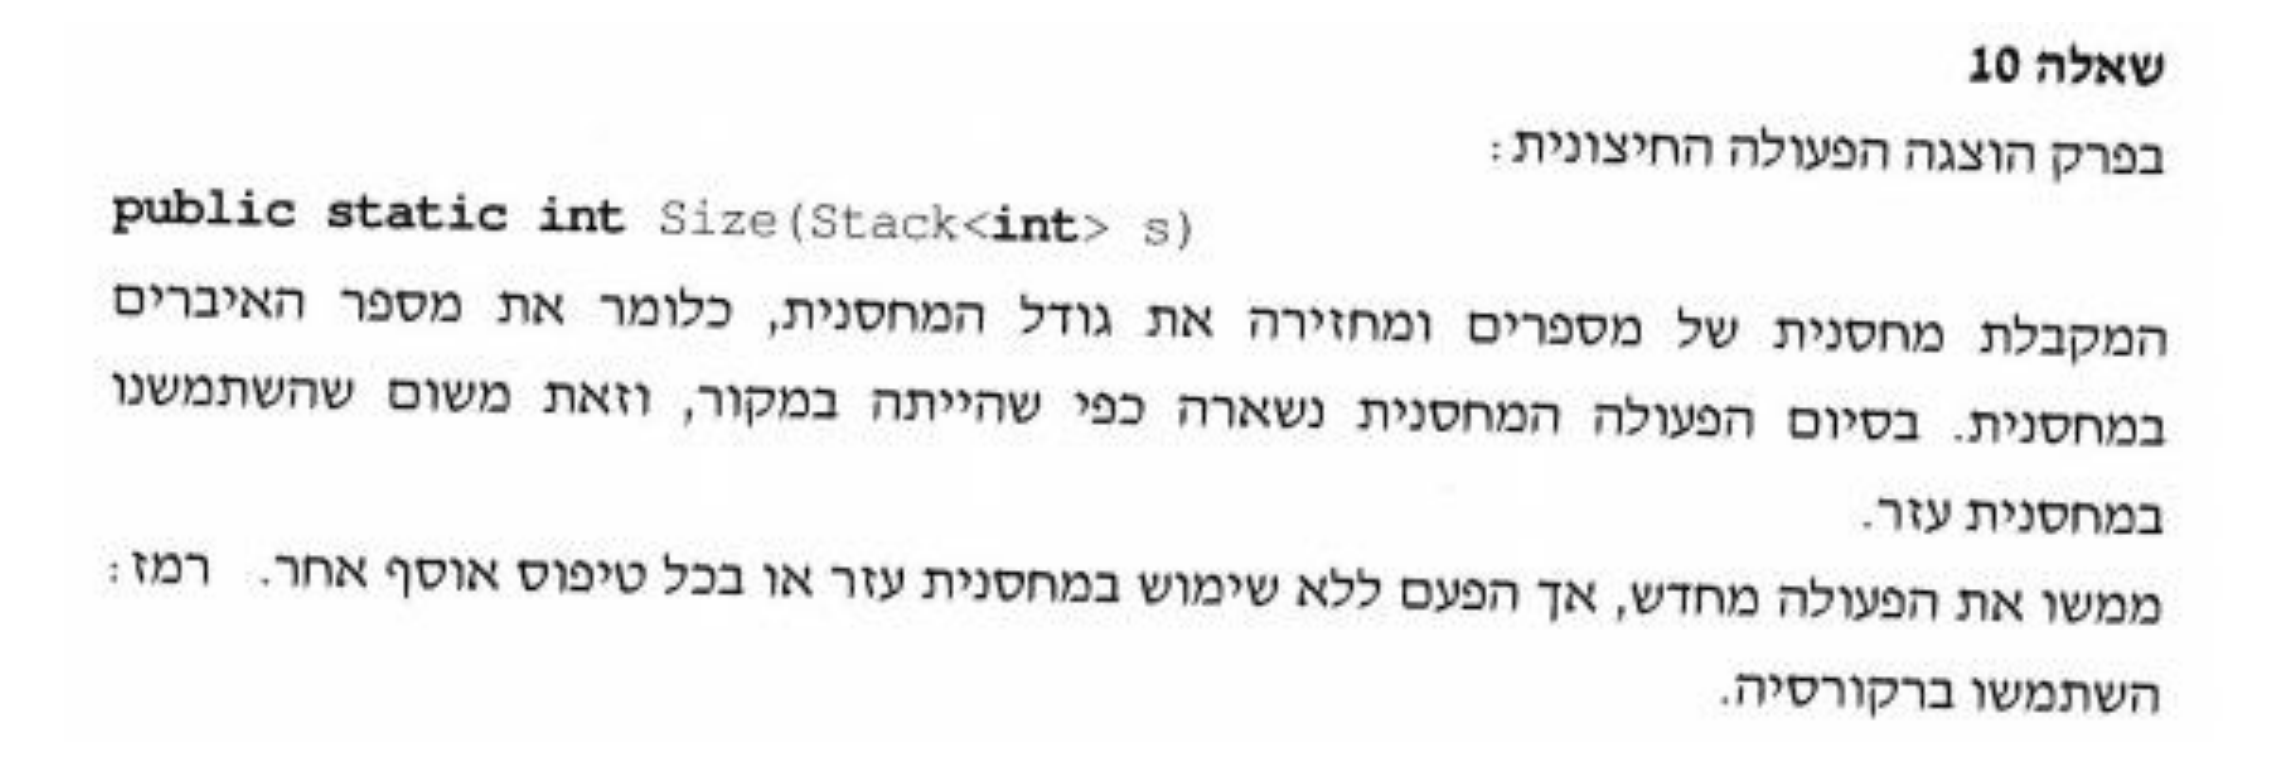 שאלה 10
בפרק הוצגה הפעולה החיצונית:
public static int Size(Stack<int> s)
המקבלת מחסנית של מספרים ומחזירה את גודל המחסנית, כלומר את מספר האיברים
במחסנית. בסיום הפעולה המחסנית נשארה כפי שהייתה במקור, וזאת משום שהשתמשנו
במחסנית עזר.
ממשו את הפעולה מחדש, אך הפעם ללא שימוש במחסנית עזר או בכל טיפוס אוסף אחר. רמז:
השתמשו ברקורסיה.